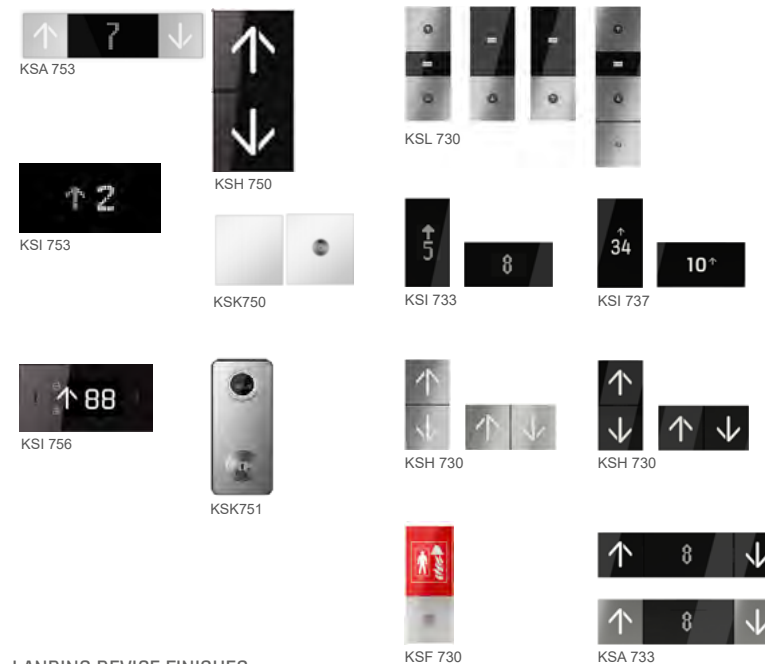 7
KSA 753
KSH 750
KSL 730
2
KSI 753
KSK750
5
8
KSI 733
34
10
KSI 737
88
KSI 756
KSK751
KSH 730
KSH 730
KSF 730
8
8
KSA 733
LANDING DEVICE FINISHES